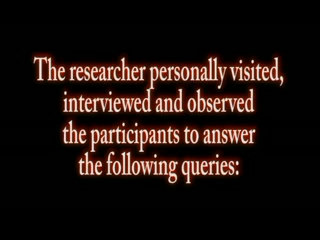 The researcher personally visited,
interviewed and observed
the participants to answer
the following queries: